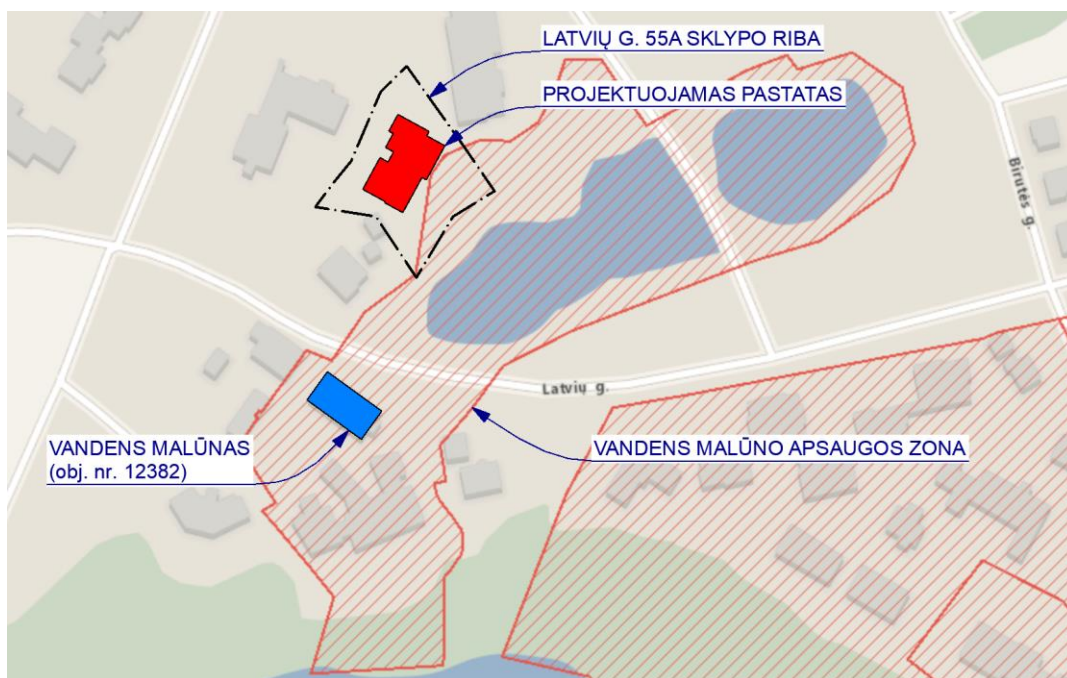 LATVIŲ G. 55A SKLYPO RIBA
PROJEKTUOJAMAS PASTATAS
Birutės g.
Latvių g.
VANDENS MALŪNAS
(obj. nr. 12382)
VANDENS MALŪNO APSAUGOS ZONA